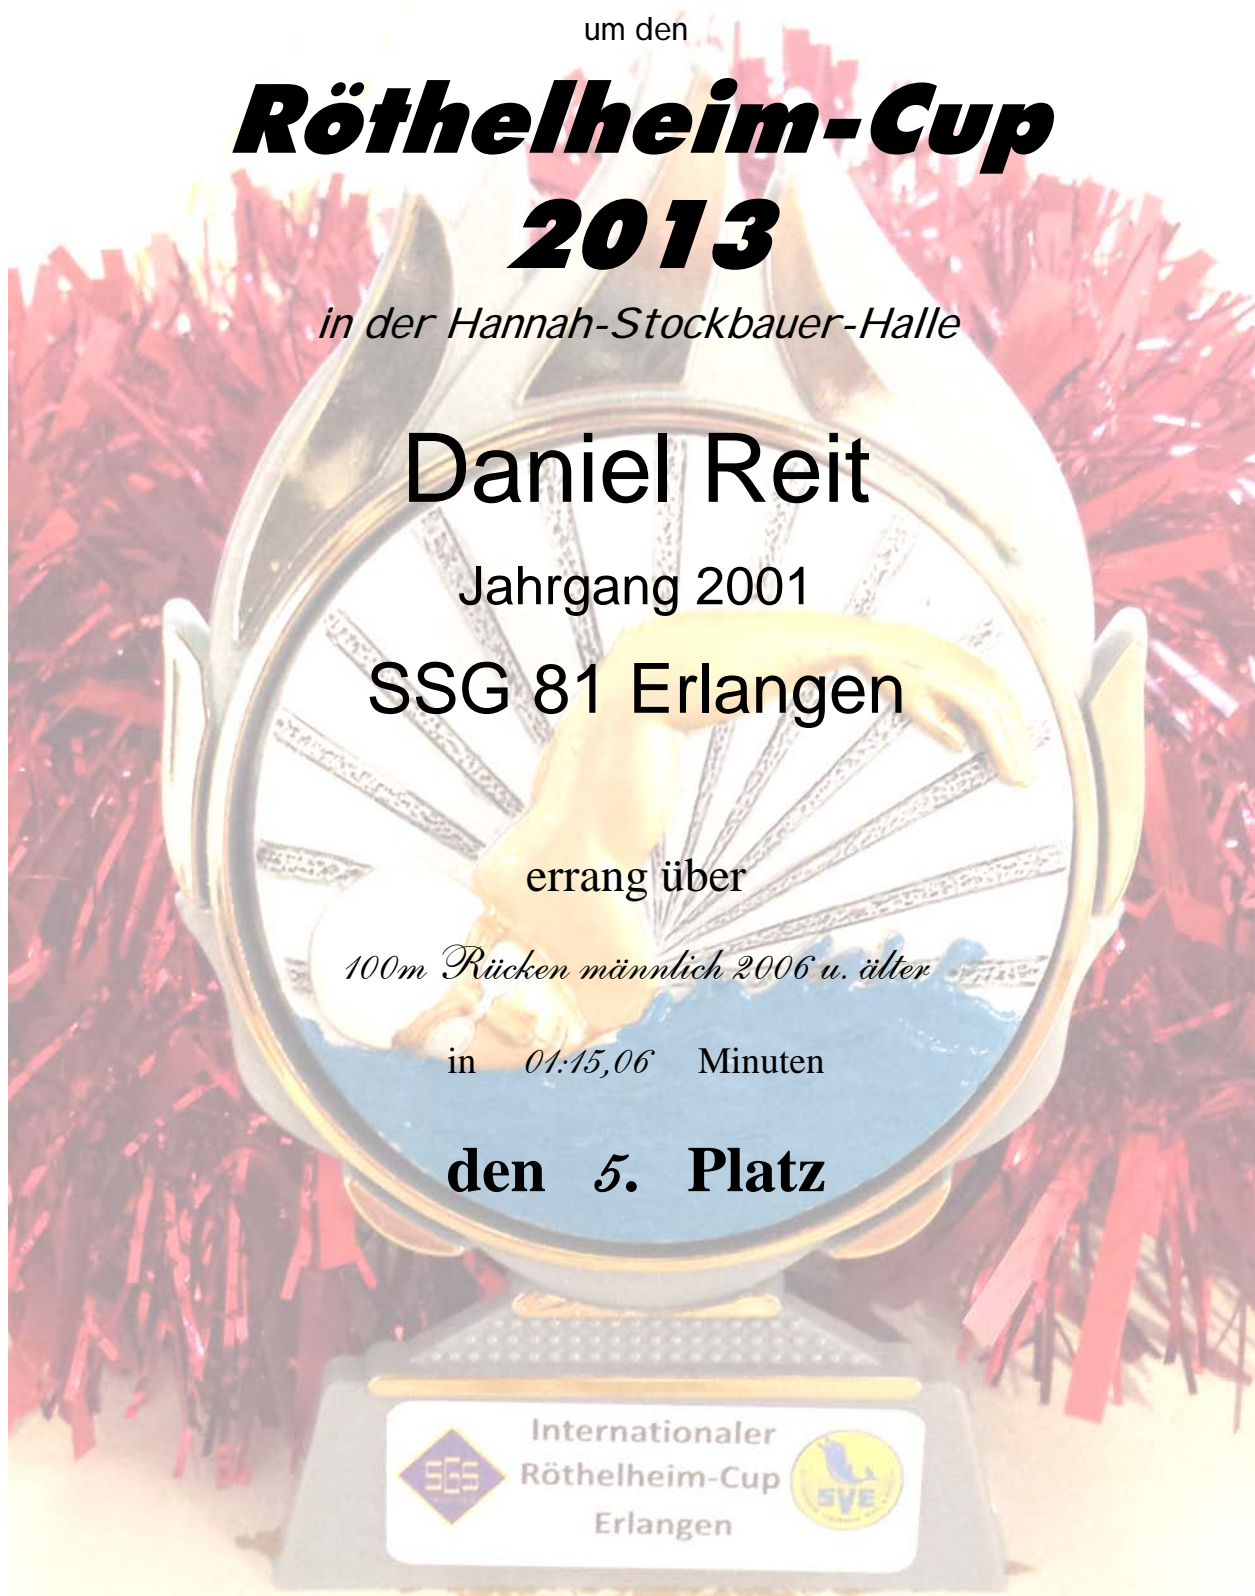 um den
Röthelheim-Cup
2013
in der Hannah-Stockbauer-Halle
Daniel Reit
Jahrgang 2001
SSG 81 Erlangen
errang über
100m Rücken männlich 2006 u. älter
in 01:15,06 Minuten
den 5. Platz
Internationaler
SGS Röthelheim-Cup SVE
Erlangen